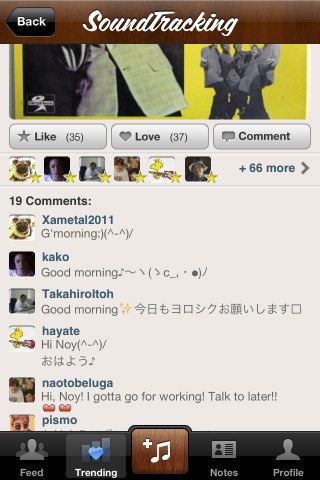 Back
SoundTracking
Like (35)
Love (37)
Comment
+ 66 more
19 Comments:
Xametal2011
G'morning:)(^-^)/
kako
Good morning♪〜ヽ(ゝc_,・●)ﾉ
TakahiroItoh
Good morning✨今日もヨロシクお願いします□
hayate
Hi Noy(^-^)/
おはよう♪
naotobeluga
Hi, Noy! I gotta go for working! Talk to later!!
pismo
Feed
Trending
Notes
Profile